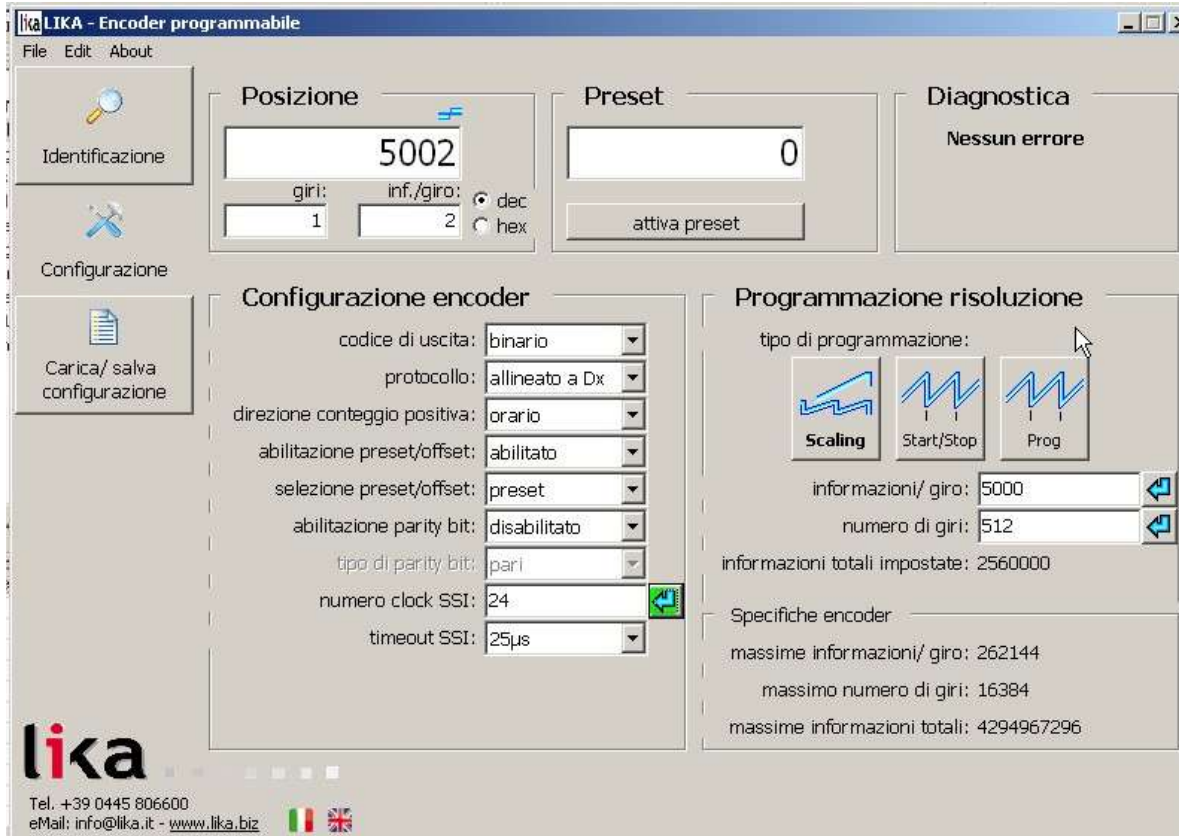 lika LIKA - Encoder programmabile
File Edit About
Identificazione
Configurazione
Carica/ salva
configurazione
Posizione
5002
giri:
inf./giro:
1
2
dec
hex
Preset
0
attiva preset
Diagnostica
Nessun errore
Configurazione encoder
codice di uscita: binario
protocollo: allineato a Dx
direzione conteggio positiva: orario
abilitazione preset/offset: abilitato
selezione preset/offset: preset
abilitazione parity bit: disabilitato
tipo di parity bit: pari
numero clock SSI: 24
timeout SSI: 25µs
Programmazione risoluzione
tipo di programmazione:
Scaling
Start/Stop
Prog
informazioni/ giro: 5000
numero di giri: 512
informazioni totali impostate: 2560000
Specifiche encoder
massime informazioni/ giro: 262144
massimo numero di giri: 16384
massime informazioni totali: 4294967296
lika
Tel. +39 0445 806600
eMail: info@lika.it - www.lika.biz